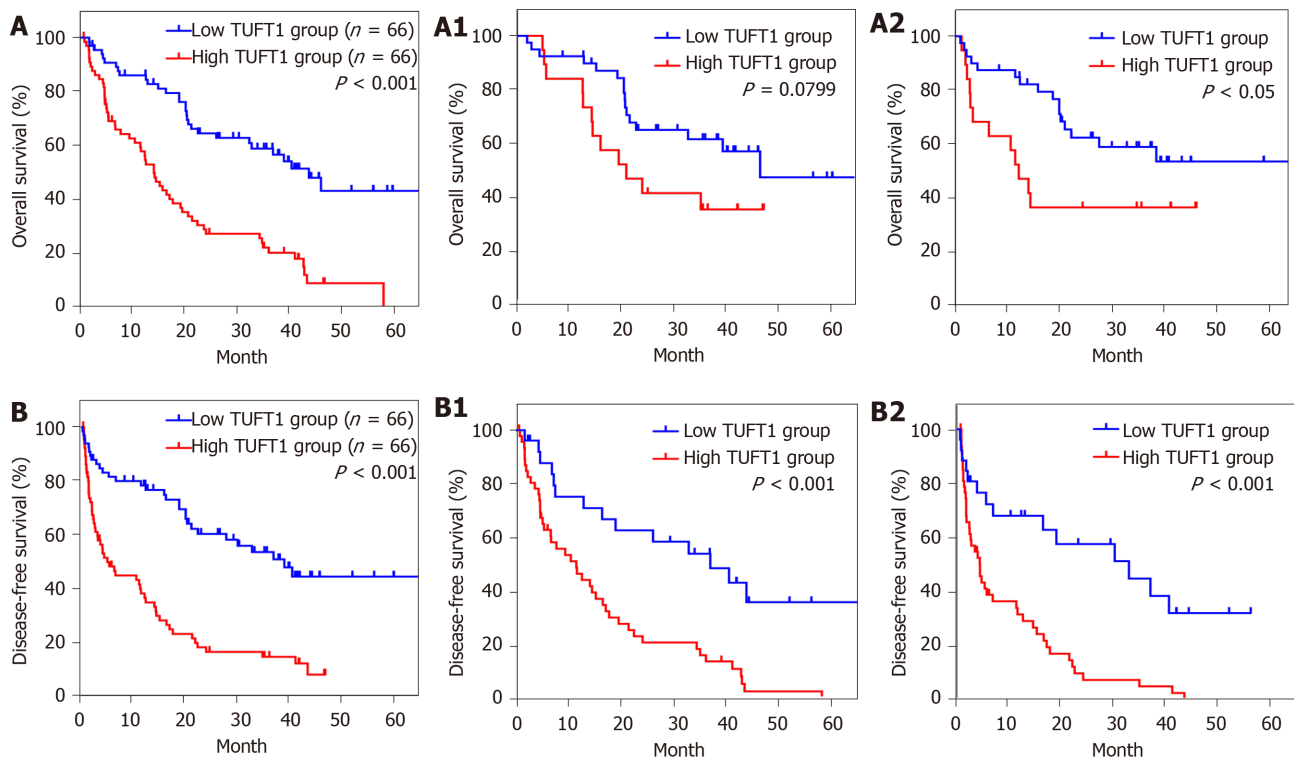 A
Low TUFT1 group (n = 66)
High TUFT1 group (n = 66)
P < 0.001
Overall survival (%)
100
80
60
40
20
0
0 10 20 30 40 50 60
Month
A1
Low TUFT1 group
High TUFT1 group
P = 0.0799
Overall survival (%)
100
80
60
40
20
0
0 10 20 30 40 50 60
Month
A2
Low TUFT1 group
High TUFT1 group
P < 0.05
Overall survival (%)
100
80
60
40
20
0
0 10 20 30 40 50 60
Month
B
Low TUFT1 group (n = 66)
High TUFT1 group (n = 66)
P < 0.001
Disease-free survival (%)
100
80
60
40
20
0
0 10 20 30 40 50 60
Month
B1
Low TUFT1 group
High TUFT1 group
P < 0.001
Disease-free survival (%)
100
80
60
40
20
0
0 10 20 30 40 50 60
Month
B2
Low TUFT1 group
High TUFT1 group
P < 0.001
Disease-free survival (%)
100
80
60
40
20
0
0 10 20 30 40 50 60
Month